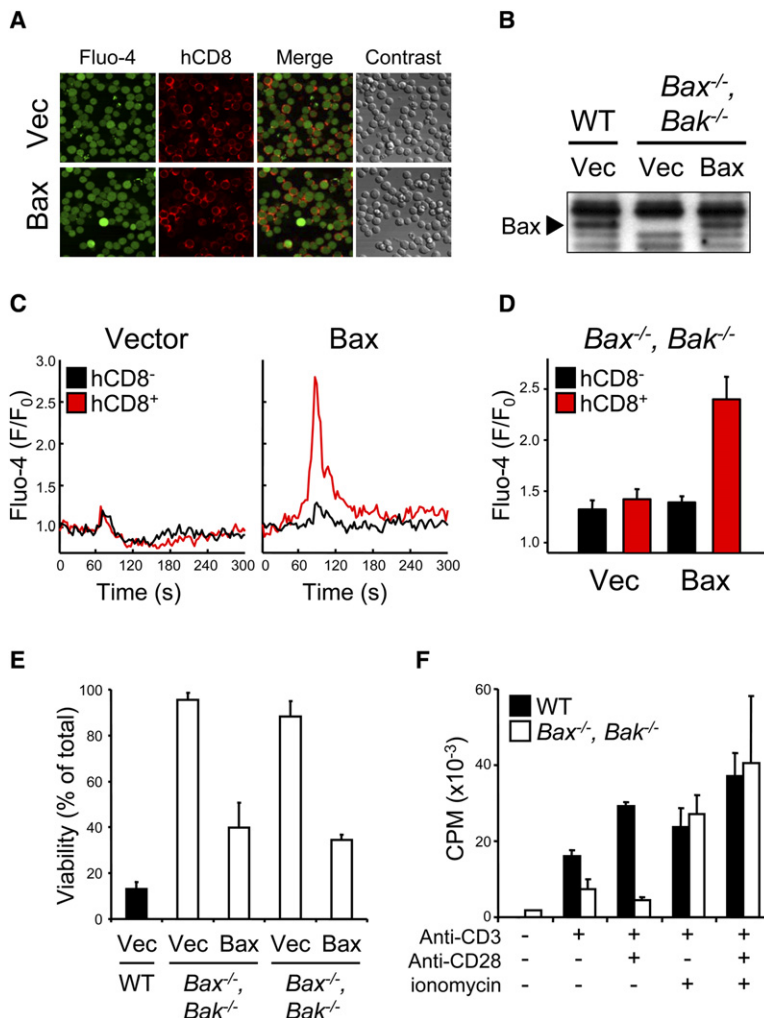 A
Fluo-4 hCD8 Merge Contrast
Vec
Bax
B
Bax-/-,
WT Bak-/-
Vec Vec Bax
Bax
C
Vector Bax
hCD8-
hCD8+
Fluo-4 (F/F0)
3.0
2.5
2.0
1.5
1.0
0 60 120 180 240 300 0 60 120 180 240 300
Time (s) Time (s)
D
Bax-/-, Bak-/-
hCD8-
hCD8+
Fluo-4 (F/F0)
2.5
2.0
1.5
1.0
Vec Bax
E
Viability (% of total)
100
80
60
40
20
0
Vec Vec Bax Vec Bax
WT Bax-/-, Bax-/-,
Bak-/- Bak-/-
F
WT
Bax-/-, Bak-/-
CPM (x10-3)
60
40
20
0
Anti-CD3 - + + + +
Anti-CD28 - - + - +
ionomycin - - - + +